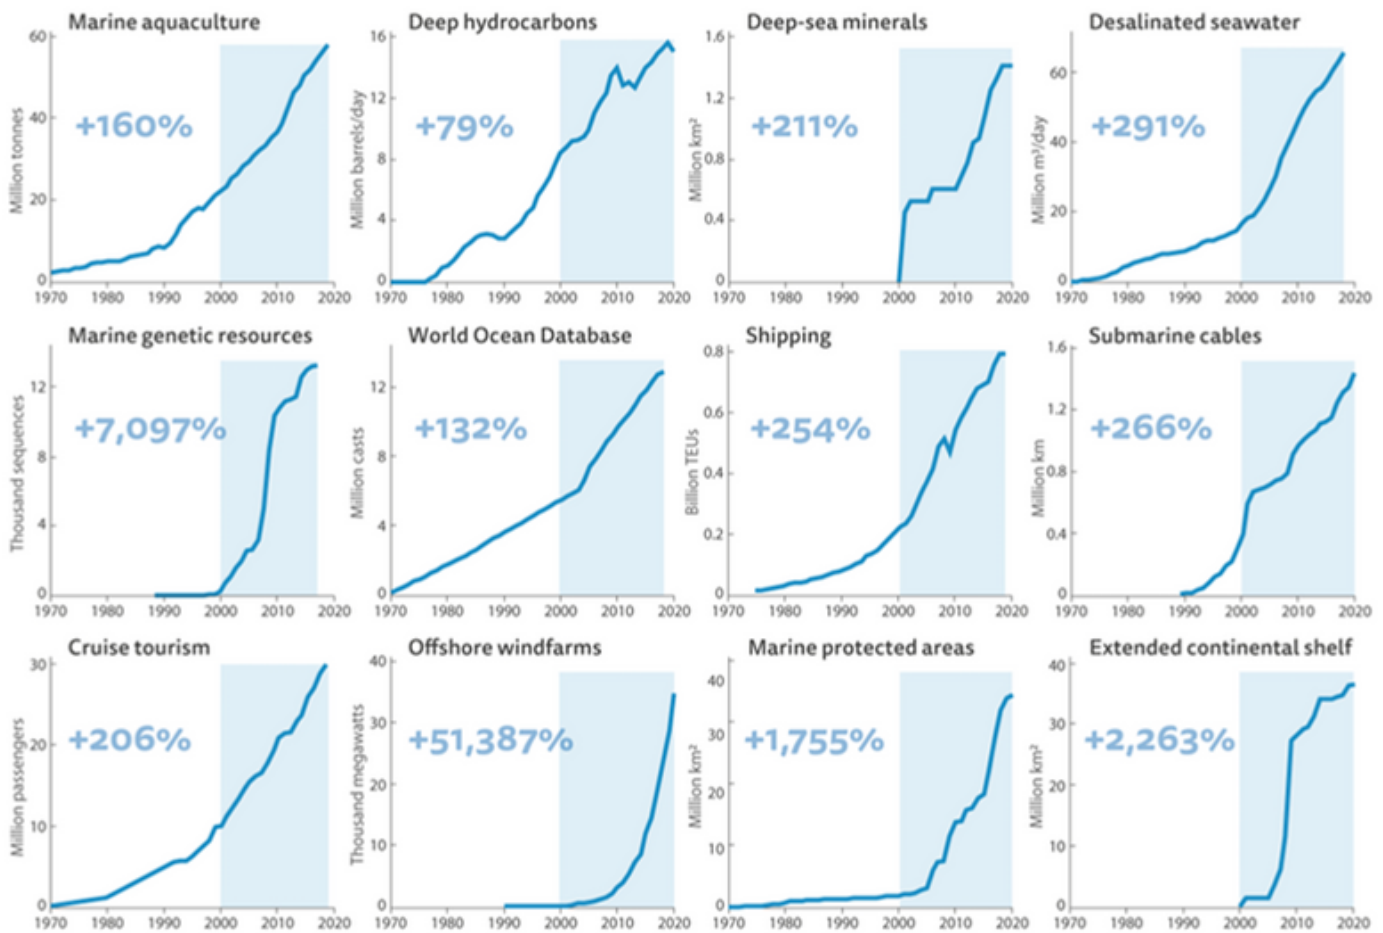 Marine aquaculture
Million tonnes
60
40
20
0
+160%
1970 1980 1990 2000 2010 2020
Deep hydrocarbons
Million barrels/day
16
12
8
4
0
+79%
1970 1980 1990 2000 2010 2020
Deep-sea minerals
Million km²
1.6
1.2
0.8
0.4
0
+211%
1970 1980 1990 2000 2010 2020
Desalinated seawater
Million m³/day
60
40
20
0
+291%
1970 1980 1990 2000 2010 2020
Marine genetic resources
Thousand sequences
12
8
4
0
+7,097%
1970 1980 1990 2000 2010 2020
World Ocean Database
Million casts
12
8
4
0
+132%
1970 1980 1990 2000 2010 2020
Shipping
Billion TEUs
0.8
0.6
0.4
0.2
0
+254%
1970 1980 1990 2000 2010 2020
Submarine cables
Million km
1.6
1.2
0.8
0.4
0
+266%
1970 1980 1990 2000 2010 2020
Cruise tourism
Million passengers
30
20
10
0
+206%
1970 1980 1990 2000 2010 2020
Offshore windfarms
Thousand megawatts
40
30
20
10
0
+51,387%
1970 1980 1990 2000 2010 2020
Marine protected areas
Million km²
40
30
20
10
0
+1,755%
1970 1980 1990 2000 2010 2020
Extended continental shelf
Million km²
40
30
20
10
0
+2,263%
1970 1980 1990 2000 2010 2020